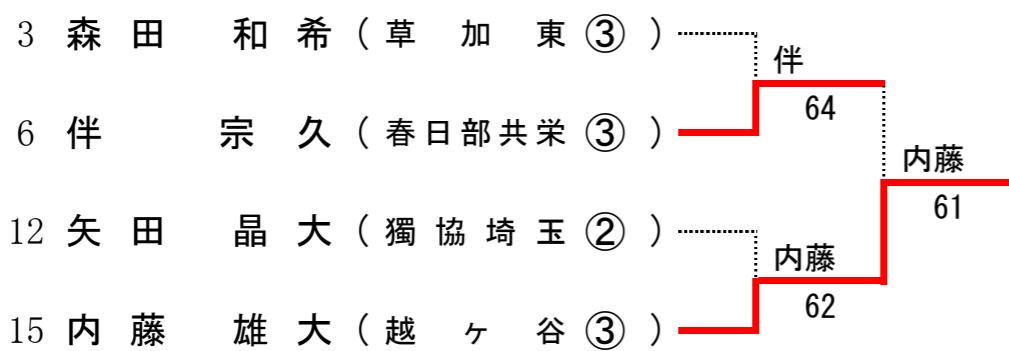 3 森田 和希 (草加東 ③)
伴
64
6 伴 宗久 (春日部共栄 ③)
内藤
61
12 矢田 晶大 (獨協埼玉 ②)
内藤
62
15 内藤 雄大 (越ヶ谷 ③)